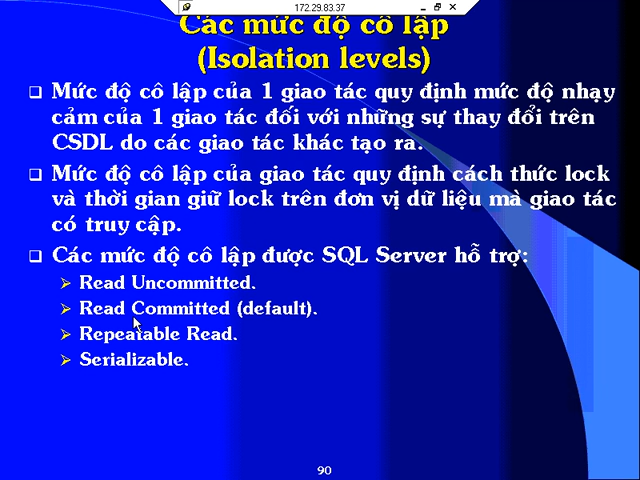 172.29.83.37
Các mức độ cô lập
(Isolation levels)
Mức độ cô lập của 1 giao tác quy định mức độ nhạy
cảm của 1 giao tác đối với những sự thay đổi trên
CSDL do các giao tác khác tạo ra.
Mức độ cô lập của giao tác quy định cách thức lock
và thời gian giữ lock trên đơn vị dữ liệu mà giao tác
có truy cập.
Các mức độ cô lập được SQL Server hỗ trợ:
Read Uncommitted.
Read Committed (default).
Repeatable Read.
Serializable.
90